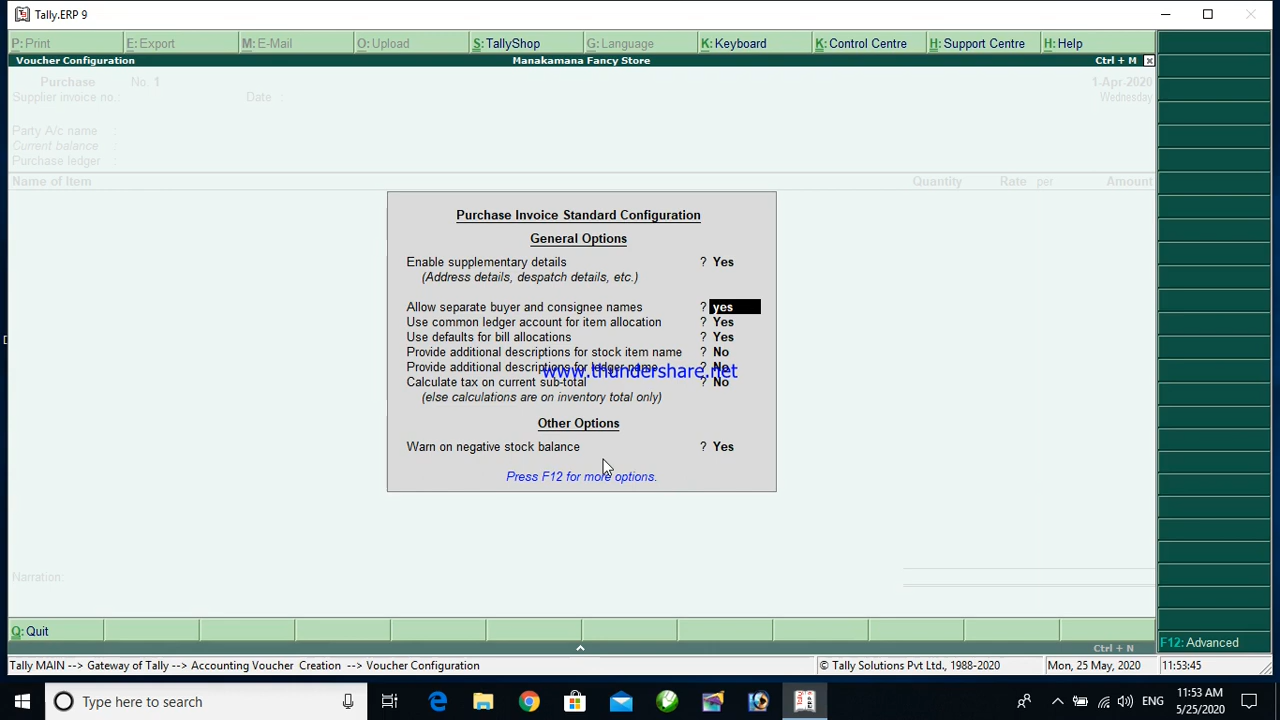 Tally.ERP 9
P: Print E: Export M: E-Mail O: Upload S: TallyShop G: Language K: Keyboard K: Control Centre H: Support Centre H: Help
Voucher Configuration Manakamana Fancy Store Ctrl + M
Purchase No. 1 1-Apr-2020
Supplier invoice no.: Date : Wednesday
Party A/c name :
Current balance :
Purchase ledger :
Name of Item Quantity Rate per Amount
Purchase Invoice Standard Configuration
General Options
Enable supplementary details ? Yes
(Address details, despatch details, etc.)
Allow separate buyer and consignee names ? yes
Use common ledger account for item allocation ? Yes
Use defaults for bill allocations ? Yes
Provide additional descriptions for stock item name ? No
Provide additional descriptions for ledger name ? No
www.thundershare.net
Calculate tax on current sub-total ? No
(else calculations are on inventory total only)
Other Options
Warn on negative stock balance ? Yes
Press F12 for more options.
Narration:
Q: Quit
F12: Advanced
Ctrl + N
Tally MAIN --> Gateway of Tally --> Accounting Voucher Creation --> Voucher Configuration © Tally Solutions Pvt Ltd., 1988-2020 Mon, 25 May, 2020 11:53:45
Type here to search ENG 11:53 AM
5/25/2020